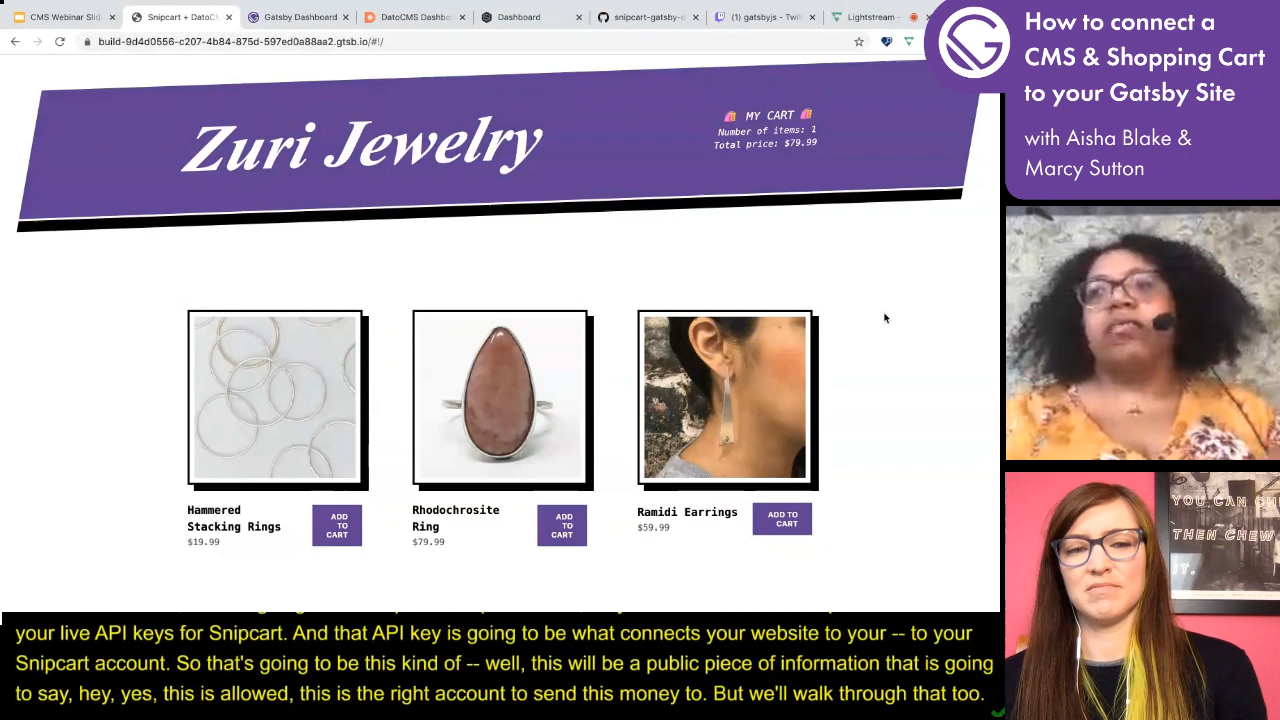 CMS Webinar Slid
Snipcart + DatoC
Gatsby Dashboard
DatoCMS Dashbo
Dashboard
snipcart-gatsby-
(1) gatsbyjs - Twi
Lightstream -
build-9d4d0556-c207-4b84-875d-597ed0a88aa2.gtsb.io/#!/
How to connect a
CMS & Shopping Cart
to your Gatsby Site
with Aisha Blake &
Marcy Sutton
Zuri Jewelry
MY CART
Number of items: 1
Total price: $79.99
Hammered
Stacking Rings
$19.99
ADD
TO
CART
Rhodochrosite
Ring
$79.99
ADD
TO
CART
Ramidi Earrings
$59.99
ADD TO
CART
YOU CAN CH
THEN CHEW
IT.
your live API keys for Snipcart. And that API key is going to be what connects your website to your -- to your
Snipcart account. So that's going to be this kind of -- well, this will be a public piece of information that is going
to say, hey, yes, this is allowed, this is the right account to send this money to. But we'll walk through that too.